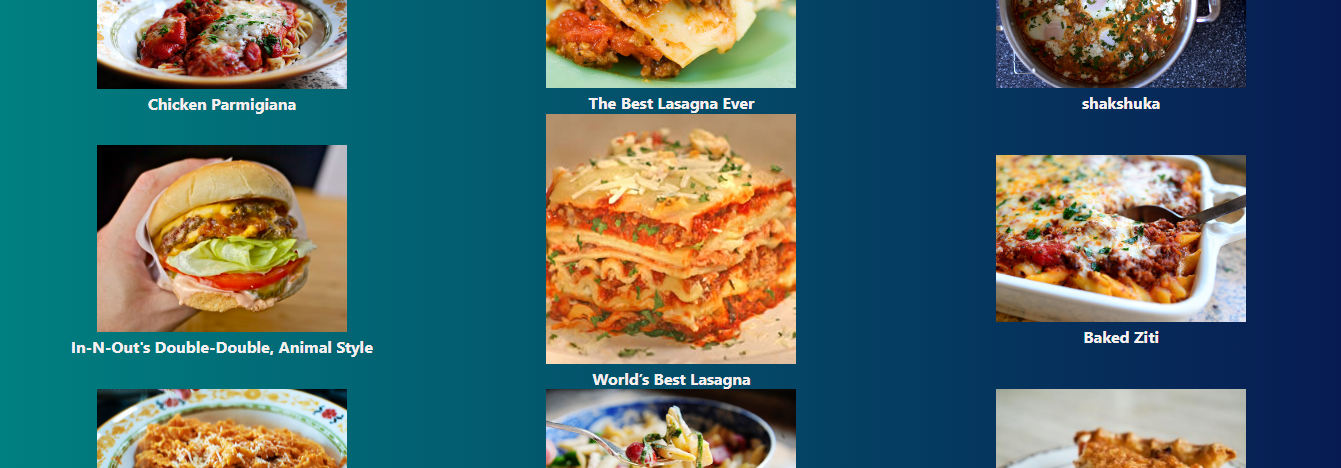 Chicken Parmigiana
The Best Lasagna Ever
shakshuka
In-N-Out's Double-Double, Animal Style
World’s Best Lasagna
Baked Ziti